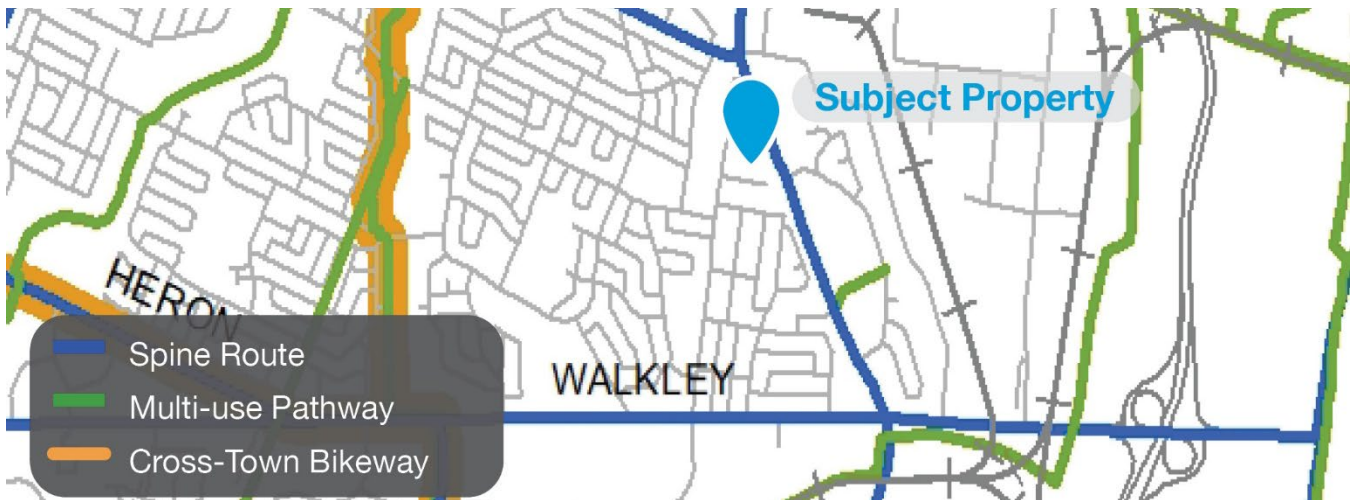 Subject Property
HERON
WALKLEY
Spine Route
Multi-use Pathway
Cross-Town Bikeway